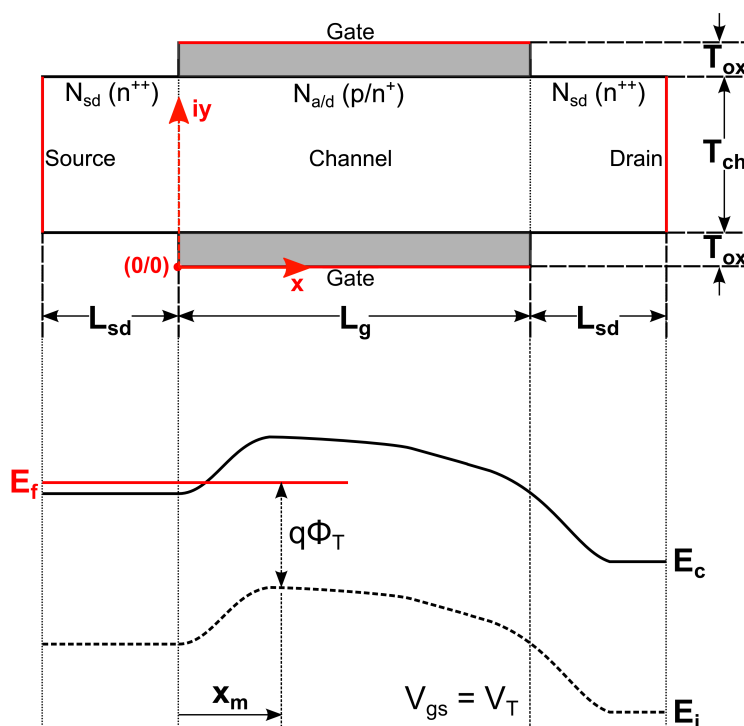 Gate
T_ox
N_sd (n^++)
N_a/d (p/n^+)
N_sd (n^++)
iy
Source
Channel
Drain
T_ch
(0/0)
x
Gate
T_ox
L_sd
L_g
L_sd
E_f
qΦ_T
E_c
x_m
V_gs = V_T
E_i